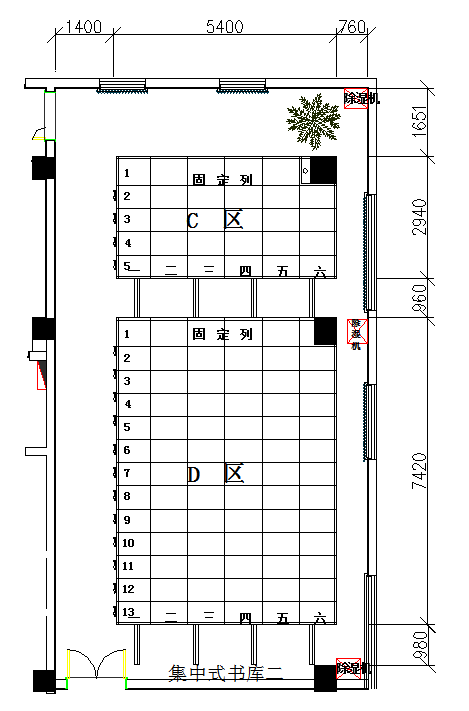 1400 5400 760
除湿机
1651
1 固定列
2
2940
3 C 区
4
5 一 二 三 四 五 六
960
除湿机
1 固定列
2
3
4
5
6
7 D 区
7420
8
9
10
11
12
13 一 二 三 四 五 六
980
除湿机
集中式书库二